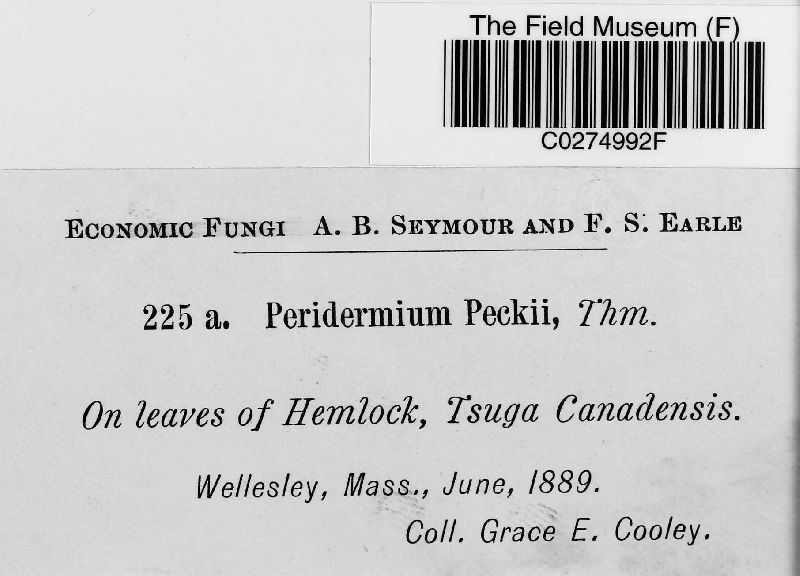 The Field Museum (F)
C0274992F
Economic Fungi A. B. Seymour and F. S. Earle
225 a. Peridermium Peckii, Thm.
On leaves of Hemlock, Tsuga Canadensis.
Wellesley, Mass., June, 1889.
Coll. Grace E. Cooley.